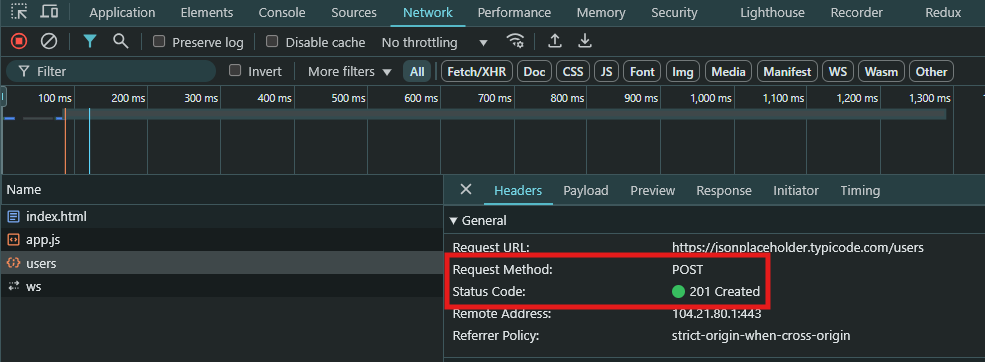 Application Elements Console Sources Network Performance Memory Security Lighthouse Recorder Redux
Preserve log Disable cache No throttling
Filter Invert More filters All Fetch/XHR Doc CSS JS Font Img Media Manifest WS Wasm Other
100 ms 200 ms 300 ms 400 ms 500 ms 600 ms 700 ms 800 ms 900 ms 1,000 ms 1,100 ms 1,200 ms 1,300 ms
Name
Headers Payload Preview Response Initiator Timing
index.html
General
app.js
Request URL: https://jsonplaceholder.typicode.com/users
users
Request Method: POST
ws
Status Code: 201 Created
Remote Address: 104.21.80.1:443
Referrer Policy: strict-origin-when-cross-origin